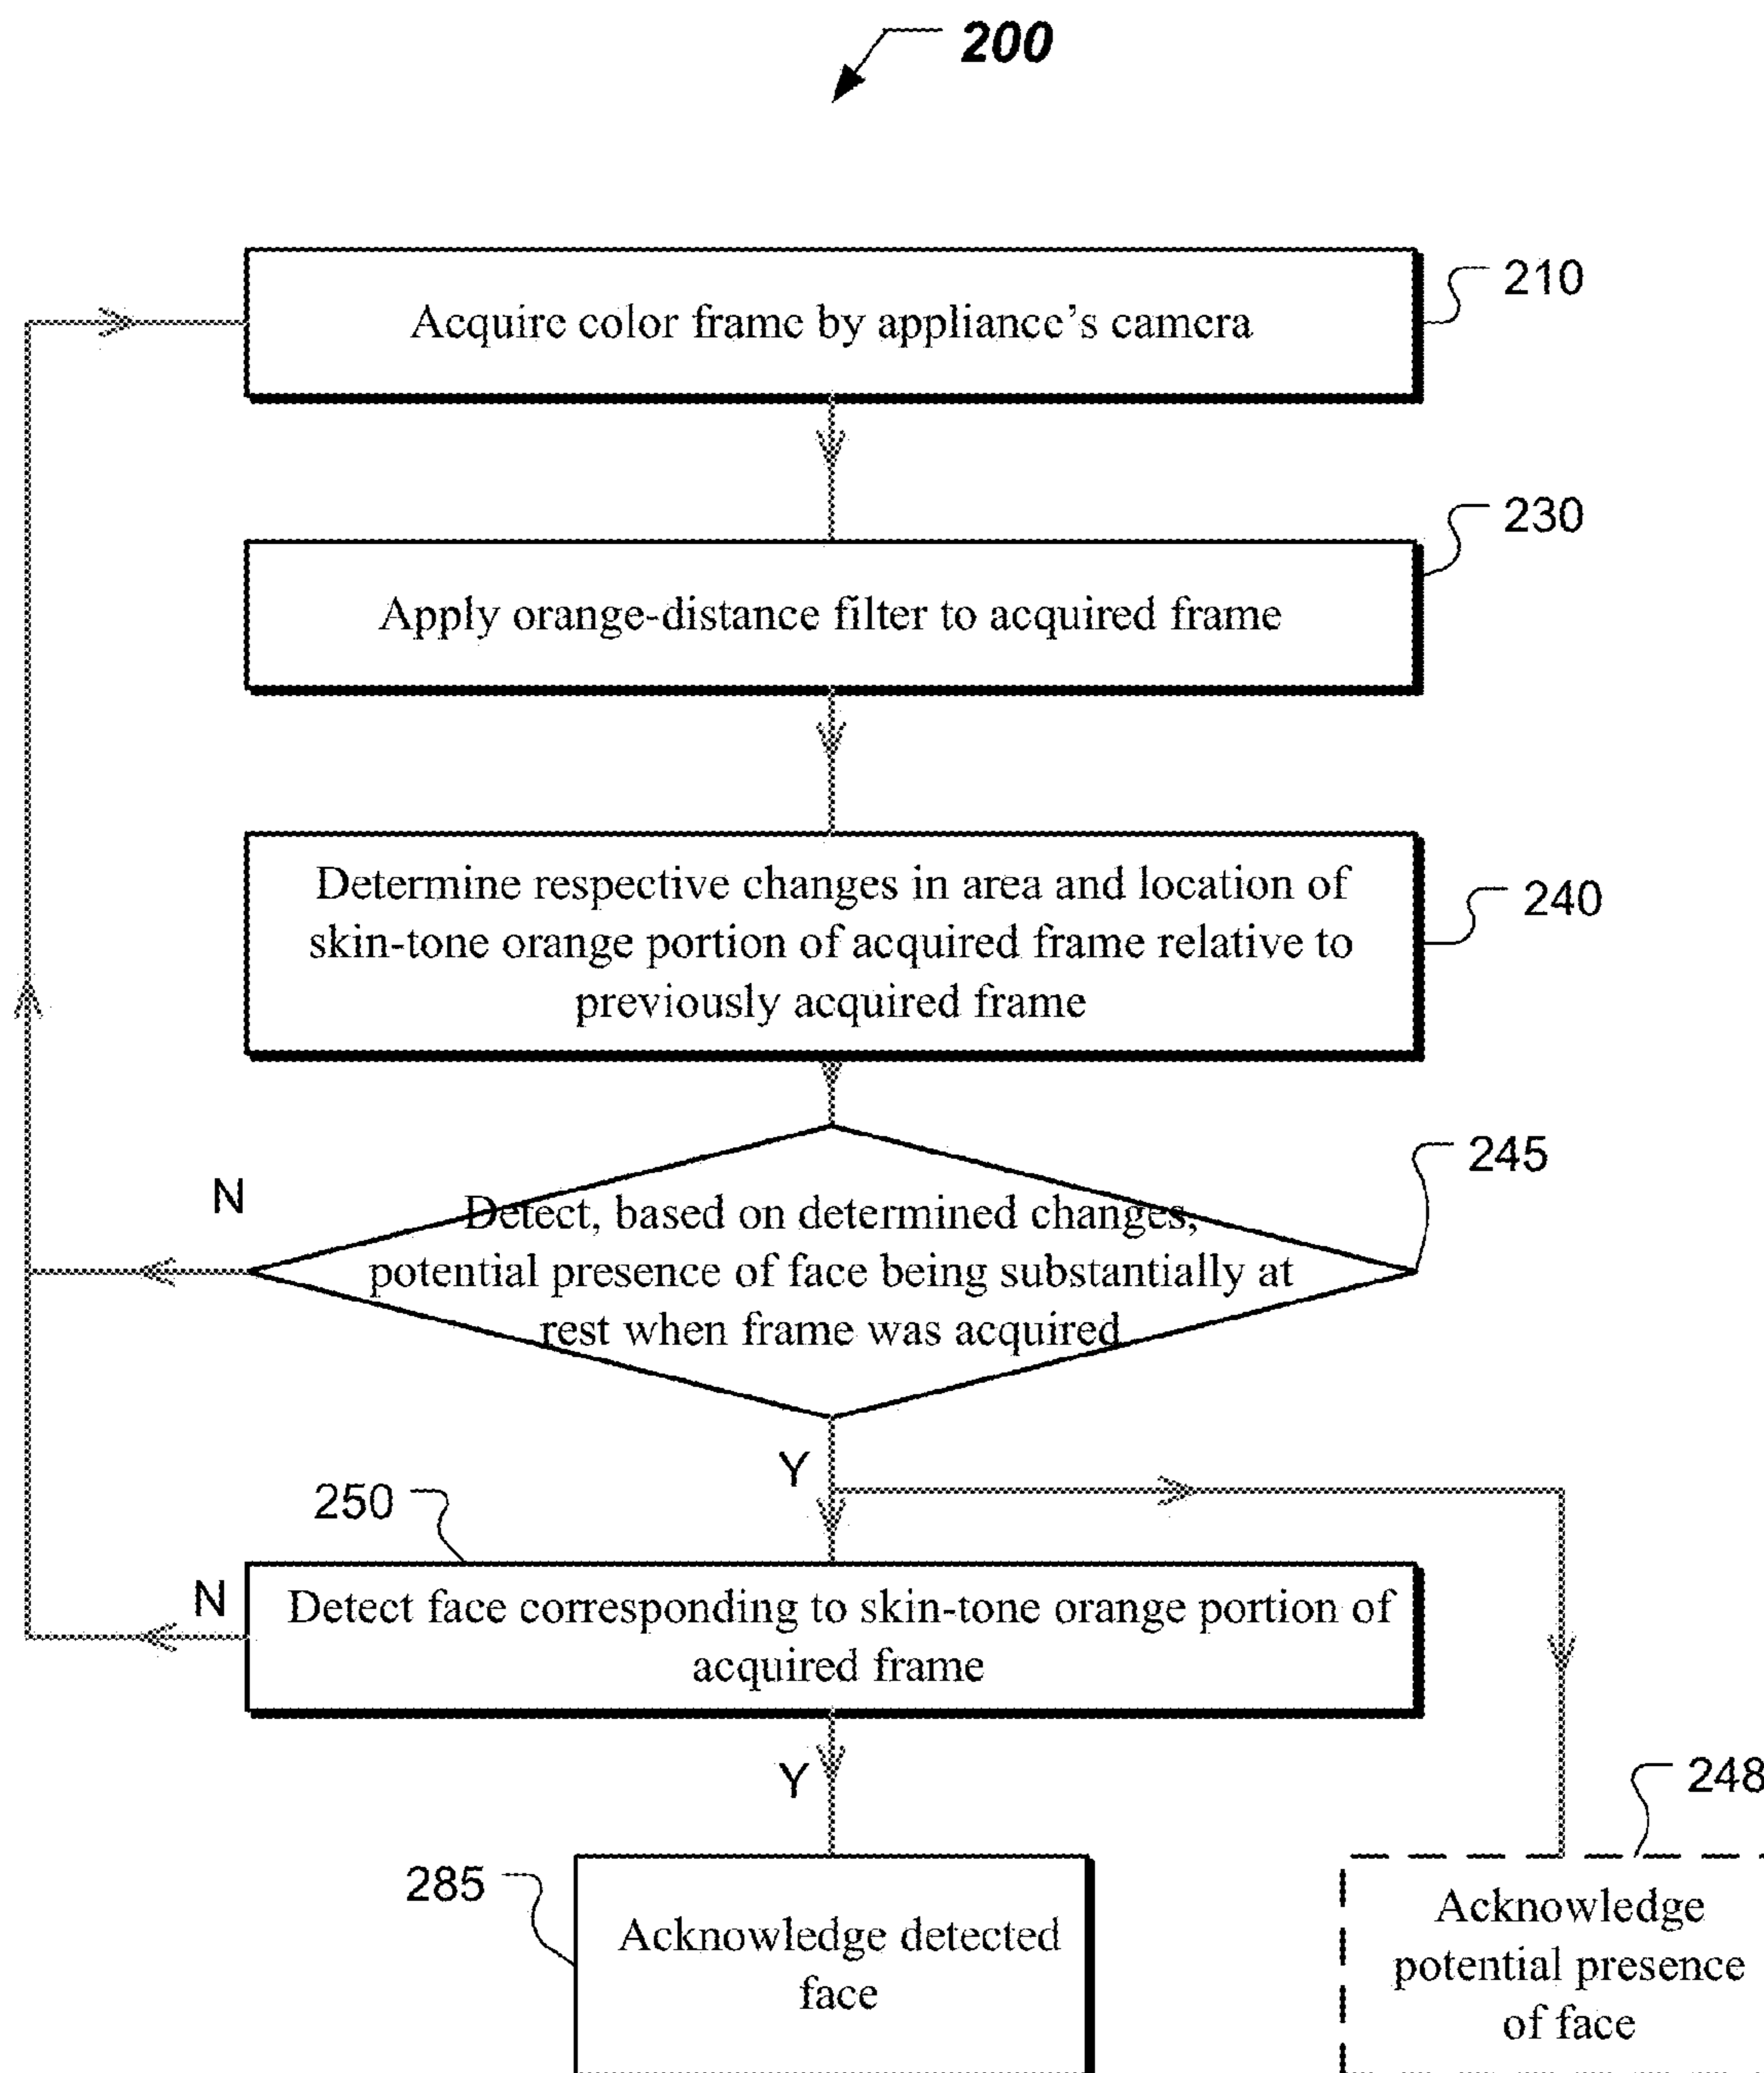 200
210
Acquire color frame by appliance's camera
230
Apply orange-distance filter to acquired frame
240
Determine respective changes in area and location of
skin-tone orange portion of acquired frame relative to
previously acquired frame
245
N
Detect, based on determined changes,
potential presence of face being substantially at
rest when frame was acquired
Y
250
N
Detect face corresponding to skin-tone orange portion of
acquired frame
Y
248
285
Acknowledge detected
face
Acknowledge
potential presence
of face